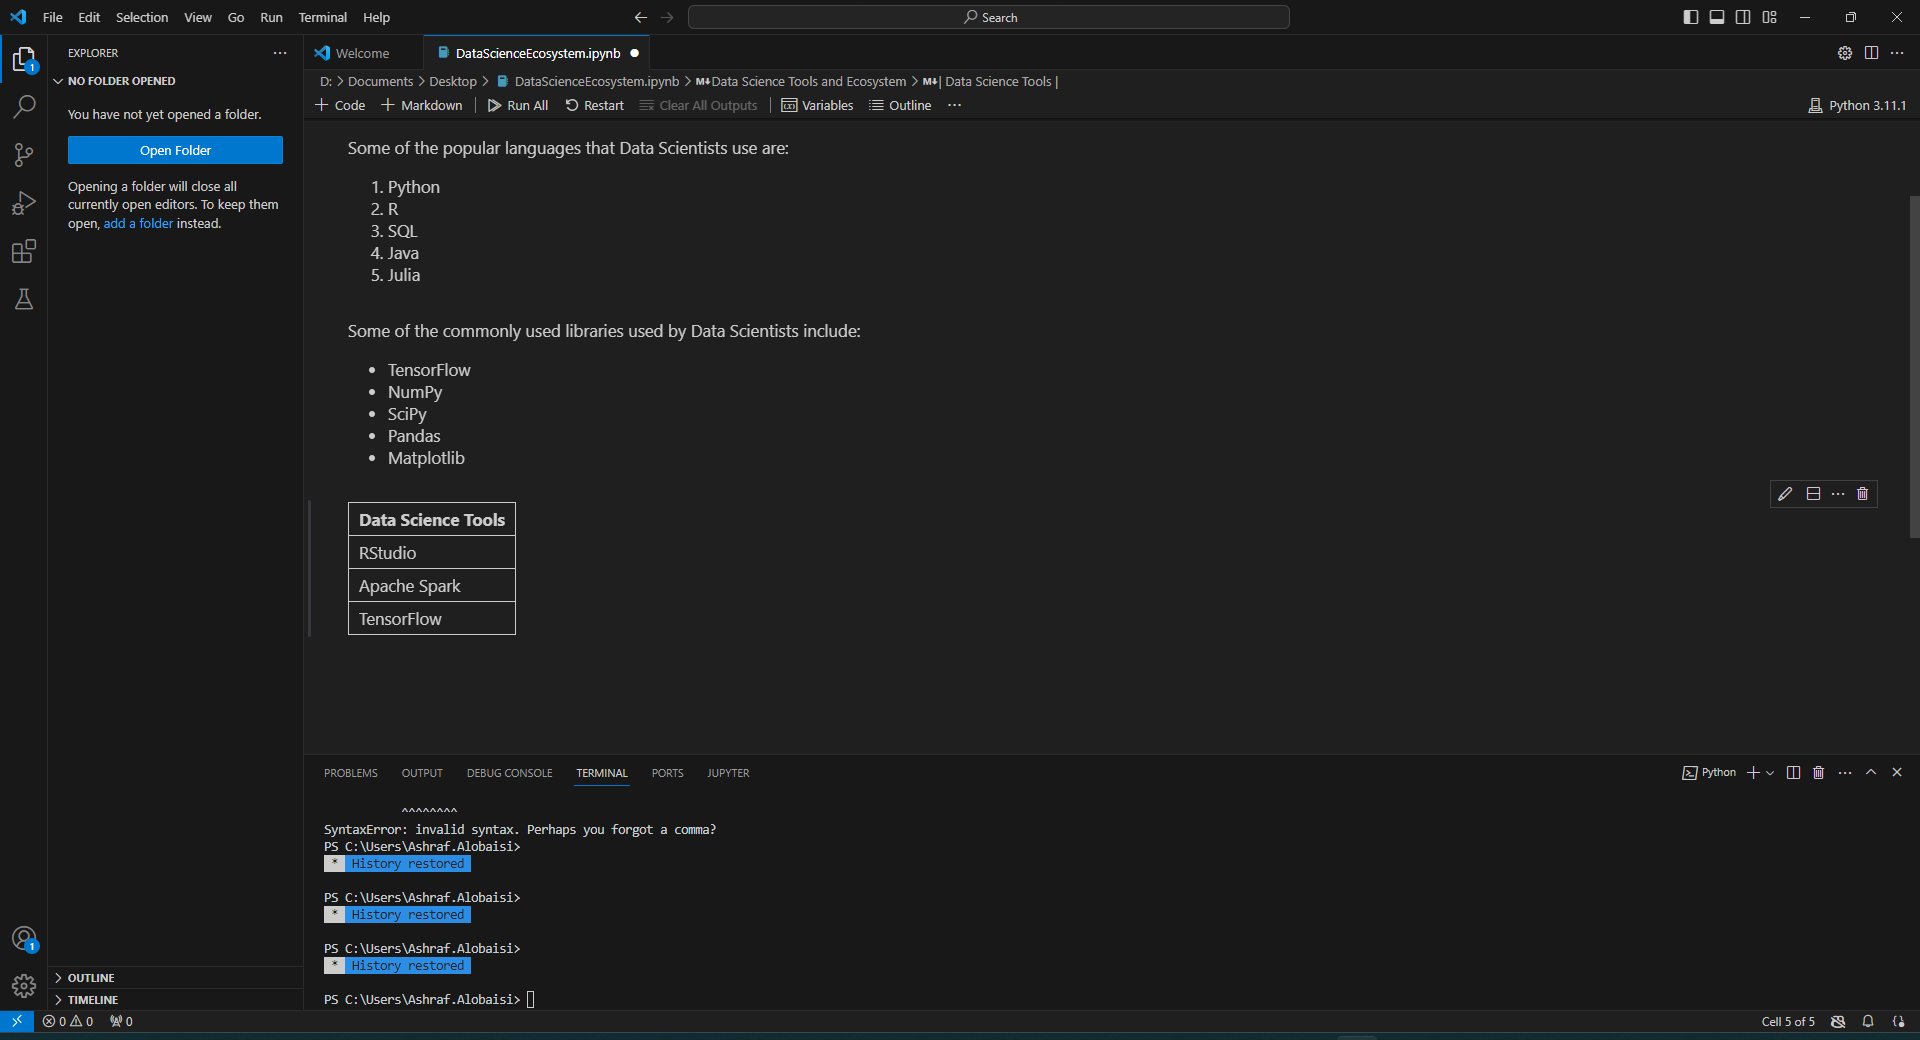 File Edit Selection View Go Run Terminal Help
Search
EXPLORER
NO FOLDER OPENED
You have not yet opened a folder.
Open Folder
Opening a folder will close all
currently open editors. To keep them
open, add a folder instead.
OUTLINE
TIMELINE
Welcome
DataScienceEcosystem.ipynb
D: > Documents > Desktop > DataScienceEcosystem.ipynb > M↓Data Science Tools and Ecosystem > M↓| Data Science Tools |
Code Markdown Run All Restart Clear All Outputs Variables Outline
Python 3.11.1
Some of the popular languages that Data Scientists use are:
1. Python
2. R
3. SQL
4. Java
5. Julia
Some of the commonly used libraries used by Data Scientists include:
• TensorFlow
• NumPy
• SciPy
• Pandas
• Matplotlib
Data Science Tools
RStudio
Apache Spark
TensorFlow
PROBLEMS OUTPUT DEBUG CONSOLE TERMINAL PORTS JUPYTER
Python
^^^^^^^^
SyntaxError: invalid syntax. Perhaps you forgot a comma?
PS C:\Users\Ashraf.Alobaisi>
* History restored
PS C:\Users\Ashraf.Alobaisi>
* History restored
PS C:\Users\Ashraf.Alobaisi>
* History restored
PS C:\Users\Ashraf.Alobaisi>
1
1
0 0 0
Cell 5 of 5